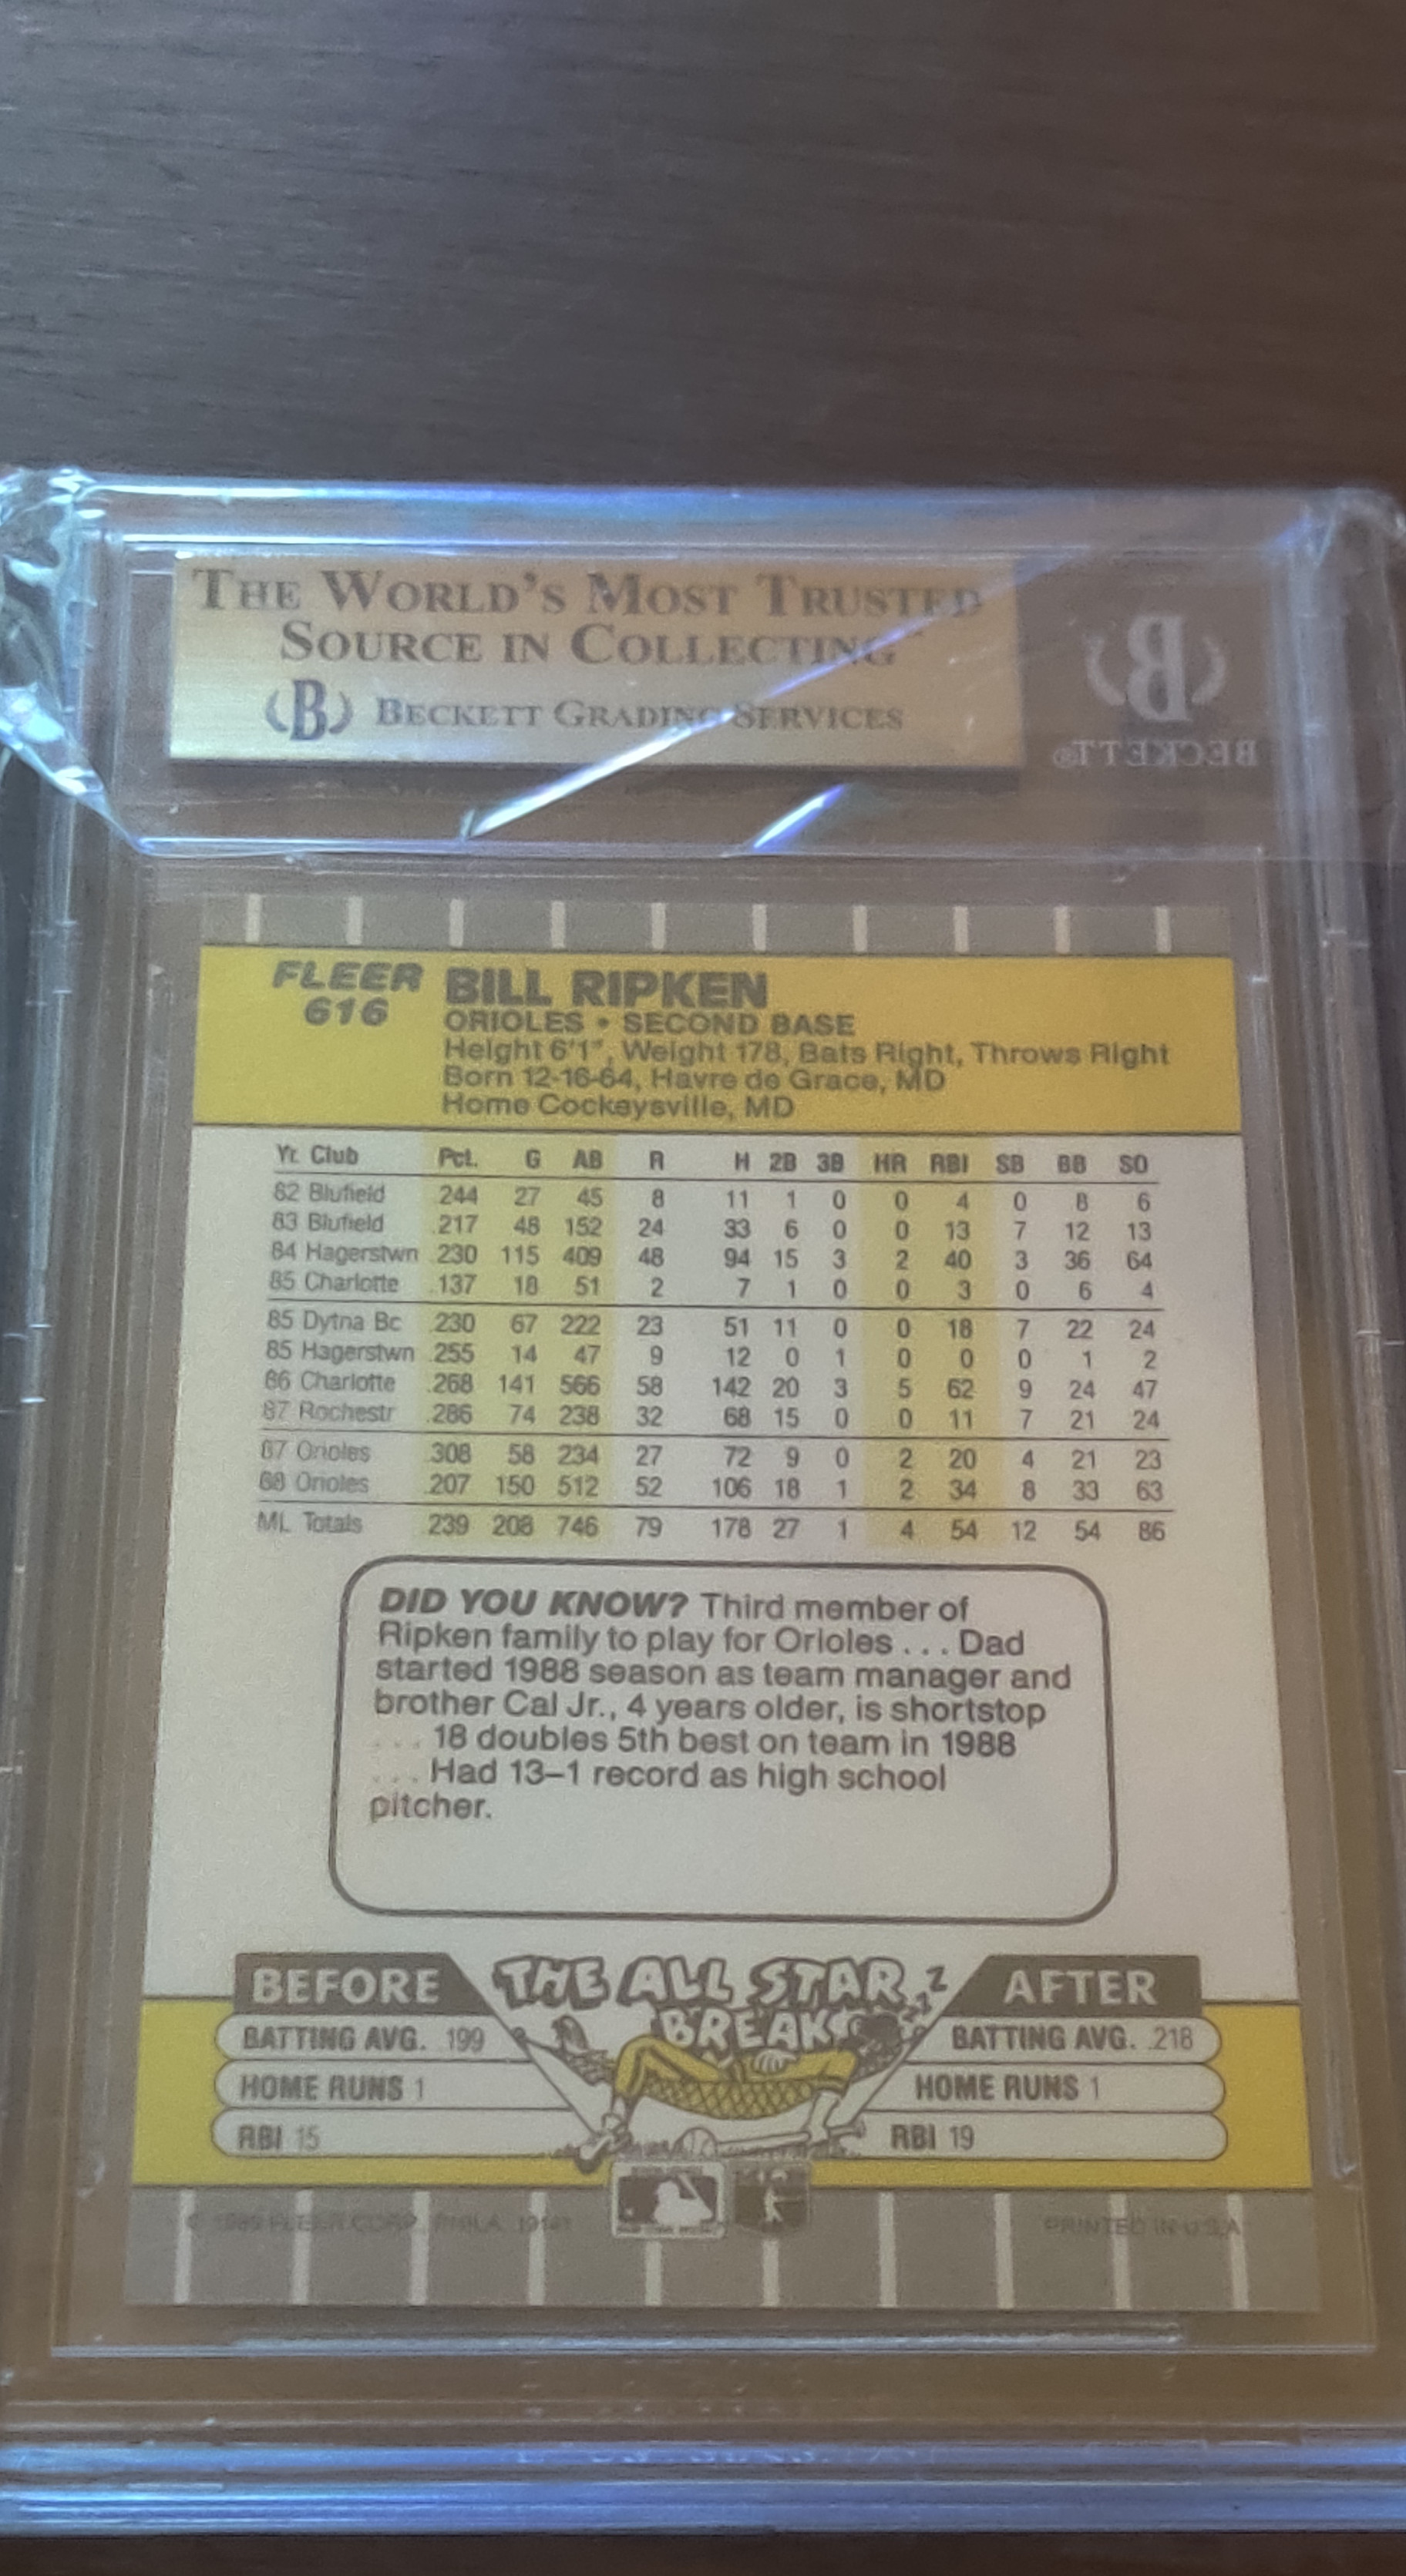 THE WORLD'S MOST TRUSTED
SOURCE IN COLLECTING™
B BECKETT GRADING SERVICES
B
BECKETT®
FLEER
616
BILL RIPKEN
ORIOLES • SECOND BASE
Height 6'1", Weight 178, Bats Right, Throws Right
Born 12-16-64, Havre de Grace, MD
Home Cockeysville, MD
Yr. Club Pct. G AB R H 2B 3B HR RBI SB BB SO
82 Blufield .244 27 45 8 11 1 0 0 4 0 8 6
83 Blufield .217 48 152 24 33 6 0 0 13 7 12 13
84 Hagerstwn .230 115 409 48 94 15 3 2 40 3 36 64
85 Charlotte .137 18 51 2 7 1 0 0 3 0 6 4
85 Dytna Bc .230 67 222 23 51 11 0 0 18 7 22 24
85 Hagerstwn .255 14 47 9 12 0 1 0 0 0 1 2
86 Charlotte .268 141 566 58 142 20 3 5 62 9 24 47
87 Rochestr .286 74 238 32 68 15 0 0 11 7 21 24
87 Orioles .308 58 234 27 72 9 0 2 20 4 21 23
88 Orioles .207 150 512 52 106 18 1 2 34 8 33 63
ML Totals .239 208 746 79 178 27 1 4 54 12 54 86
DID YOU KNOW? Third member of
Ripken family to play for Orioles . . . Dad
started 1988 season as team manager and
brother Cal Jr., 4 years older, is shortstop
. . . 18 doubles 5th best on team in 1988
. . . Had 13–1 record as high school
pitcher.
BEFORE THE ALL STAR BREAK Z Z Z AFTER
BATTING AVG. .199 BATTING AVG. .218
HOME RUNS 1 HOME RUNS 1
RBI 15 RBI 19
© 1989 FLEER CORP., PHILA. 19141 PRINTED IN U.S.A.